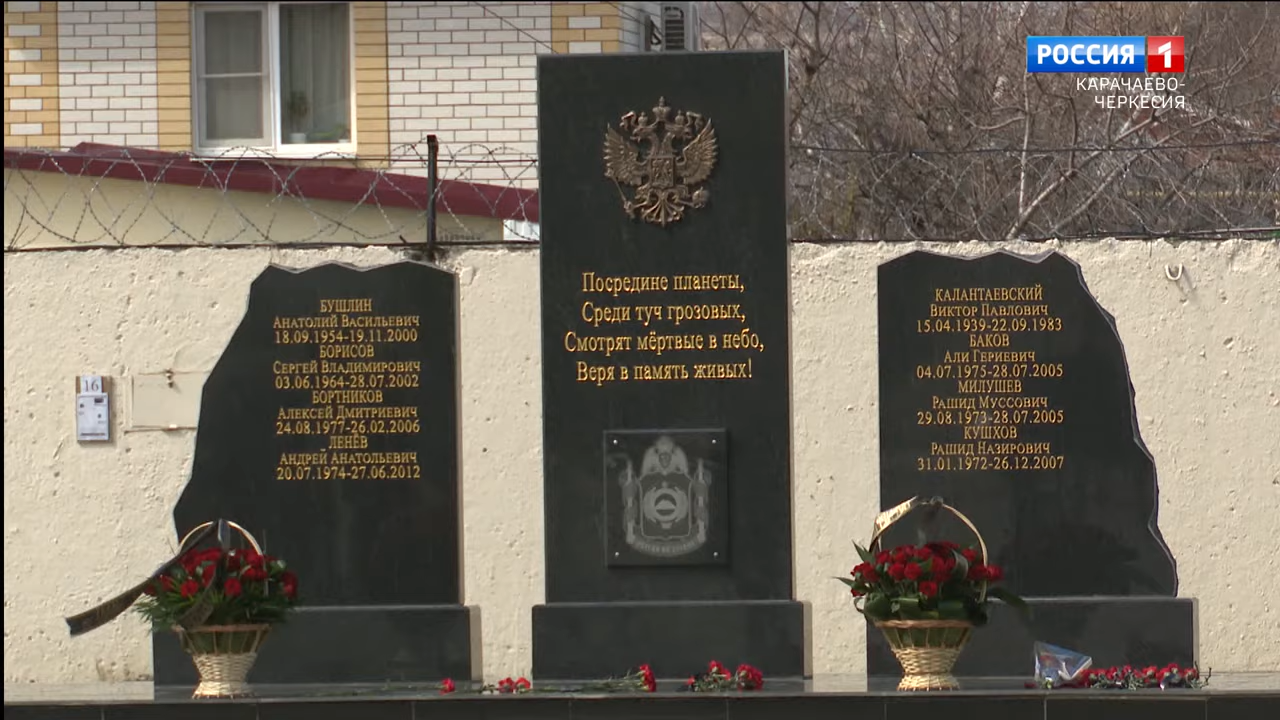 РОССИЯ 1
КАРАЧАЕВО-
ЧЕРКЕСИЯ
Посредине планеты,
Среди туч грозовых,
Смотрят мёртвые в небо,
Веря в память живых!
БУШЛИН
Анатолий Васильевич
18.09.1954-19.11.2000
БОРИСОВ
Сергей Владимирович
03.06.1964-28.07.2002
БОРТНИКОВ
Алексей Дмитриевич
24.08.1977-26.02.2006
ЛЕНЁВ
Андрей Анатольевич
20.07.1974-27.06.2012
КАЛАНТАЕВСКИЙ
Виктор Павлович
15.04.1939-22.09.1983
БАКОВ
Али Гериевич
04.07.1975-28.07.2005
МИЛУШЕВ
Рашид Муссович
29.08.1973-28.07.2005
КУШХОВ
Рашид Назирович
31.01.1972-26.12.2007
16